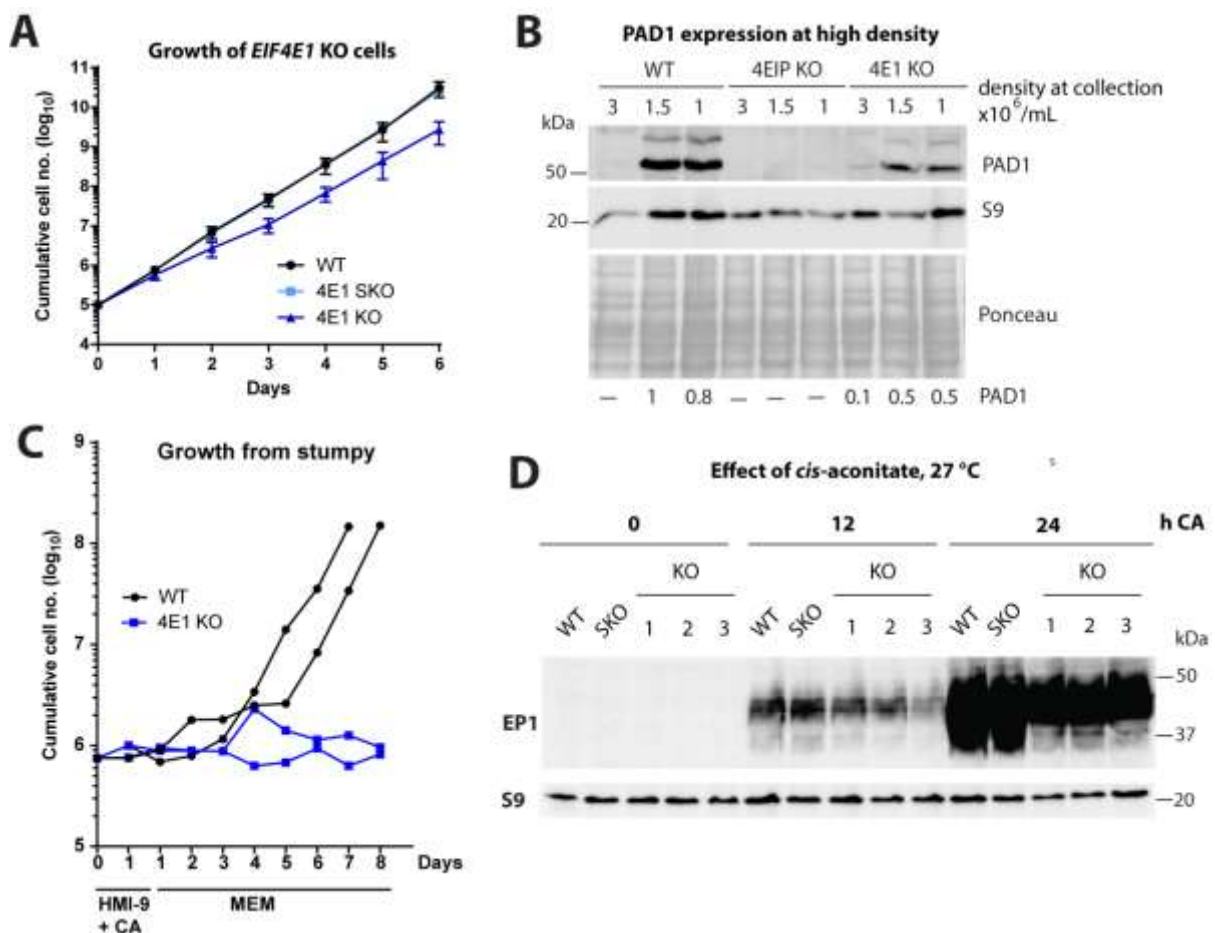 A
Growth of EIF4E1 KO cells
Cumulative cell no. (log10)
11
10
9
8
7
6
5
4
0 1 2 3 4 5 6
Days
WT
4E1 SKO
4E1 KO
B
PAD1 expression at high density
WT 4EIP KO 4E1 KO
density at collection
3 1.5 1 3 1.5 1 3 1.5 1
x10^6/mL
kDa
50
PAD1
20
S9
Ponceau
— 1 0.8 — — — 0.1 0.5 0.5 PAD1
C
Growth from stumpy
Cumulative cell no. (log10)
9
8
7
6
5
WT
4E1 KO
0 1 1 2 3 4 5 6 7 8 Days
HMI-9
+ CA
MEM
D
Effect of cis-aconitate, 27 °C
s
0 12 24 h CA
KO KO KO
WT SKO 1 2 3 WT SKO 1 2 3 WT SKO 1 2 3
kDa
50
EP1
37
S9
20